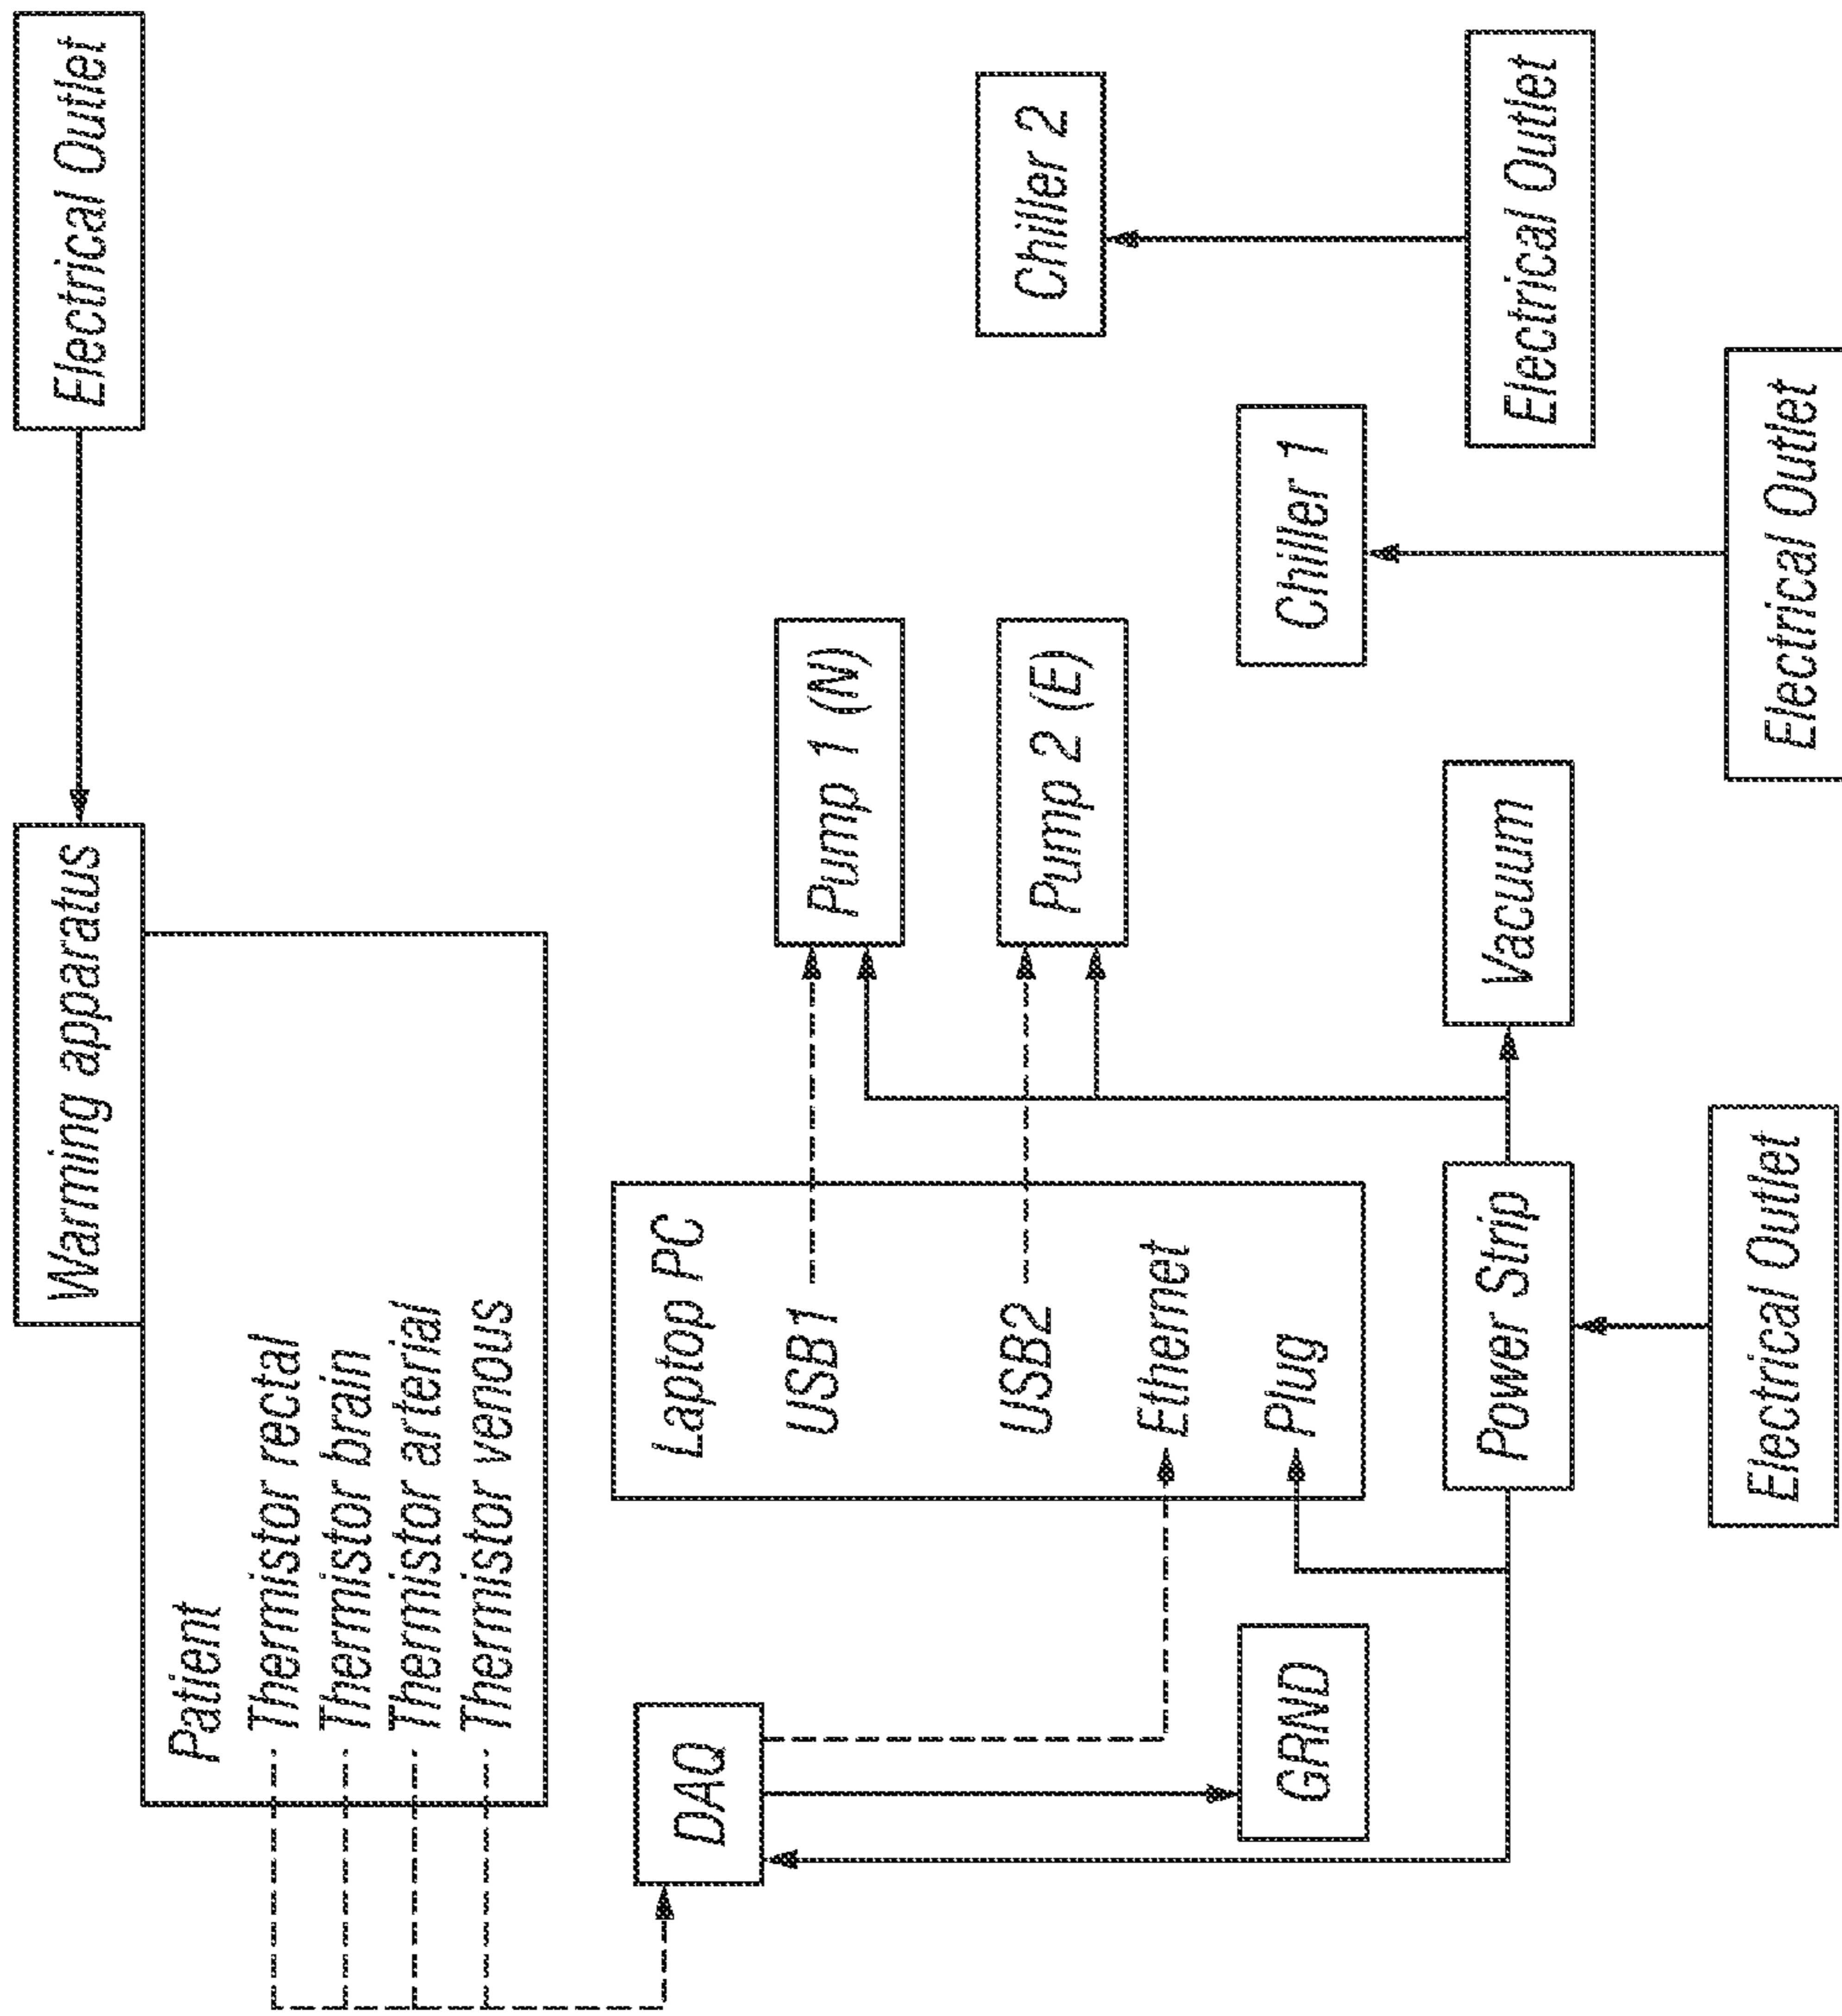 Patient
Thermistor rectal
Thermistor brain
Thermistor arterial
Thermistor venous
Warming apparatus
Electrical Outlet
DAQ
GRND
Laptop PC
USB1
USB2
Ethernet
Plug
Pump 1 (N)
Pump 2 (E)
Power Strip
Vacuum
Electrical Outlet
Chiller 1
Electrical Outlet
Chiller 2
Electrical Outlet